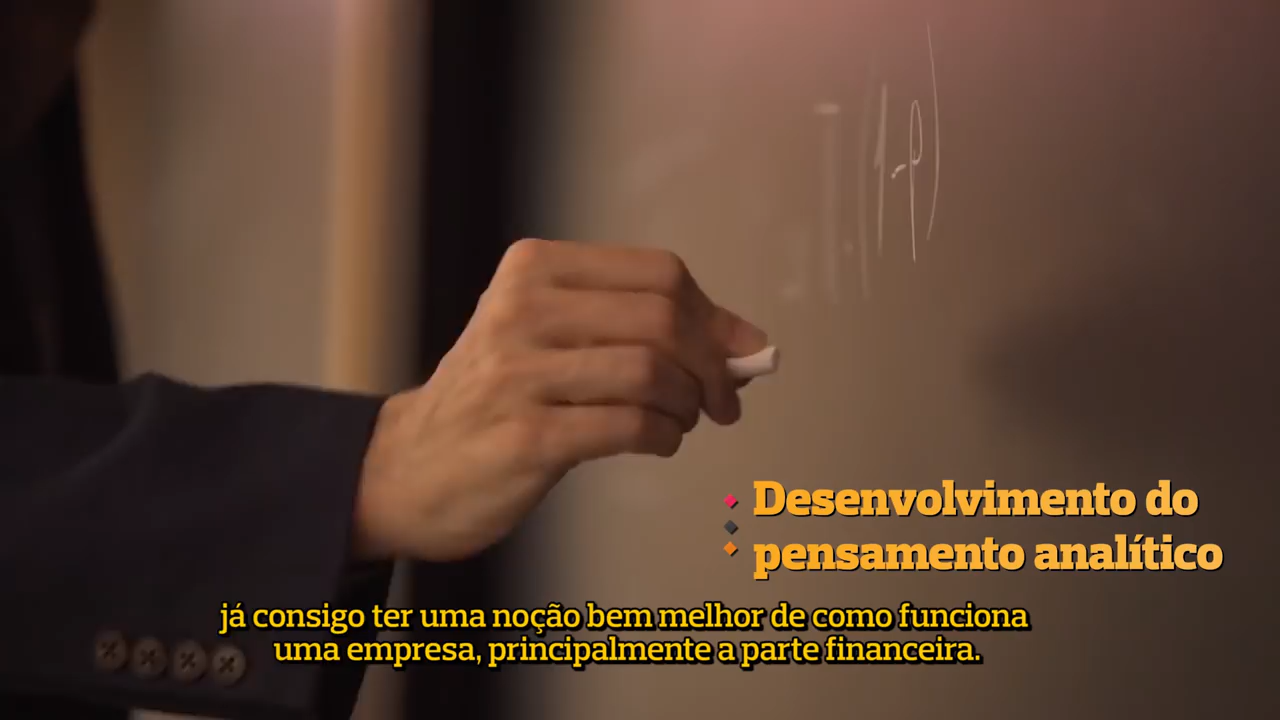 (1-p)
Desenvolvimento do
pensamento analítico
já consigo ter uma noção bem melhor de como funciona
uma empresa, principalmente a parte financeira.